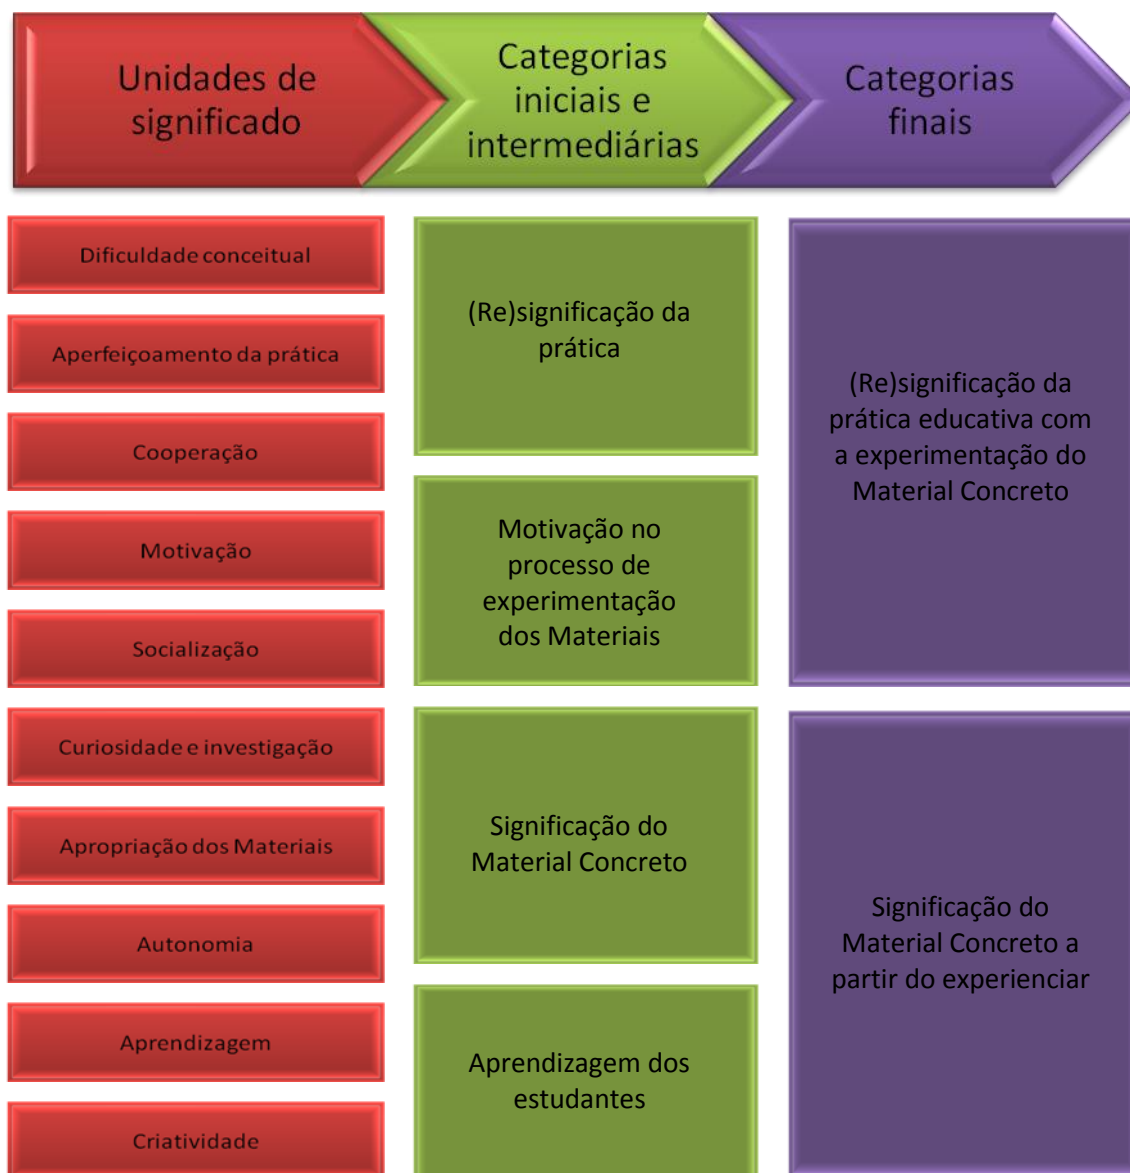 Unidades de
significado
Categorias
iniciais e
intermediárias
Categorias
finais
Dificuldade conceitual
Aperfeiçoamento da prática
Cooperação
Motivação
Socialização
Curiosidade e investigação
Apropriação dos Materiais
Autonomia
Aprendizagem
Criatividade
(Re)significação da
prática
Motivação no
processo de
experimentação
dos Materiais
Significação do
Material Concreto
Aprendizagem dos
estudantes
(Re)significação da
prática educativa com
a experimentação do
Material Concreto
Significação do
Material Concreto a
partir do experienciar